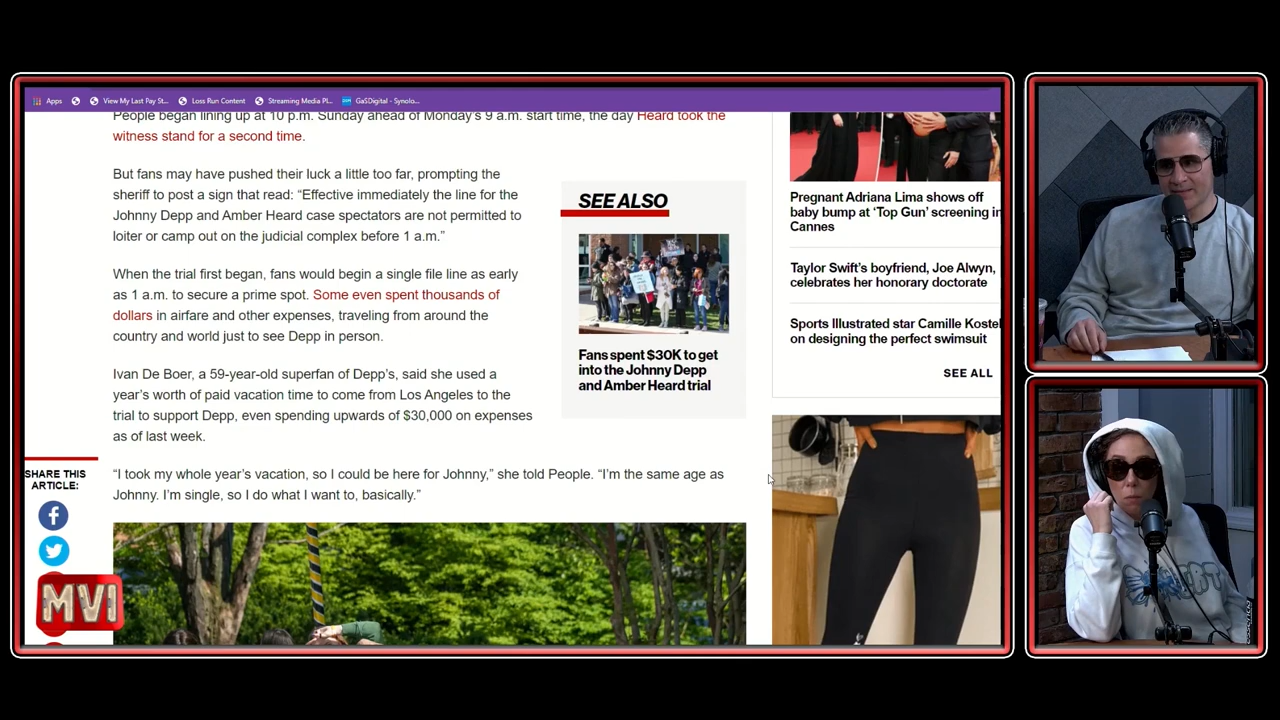 Apps
View My Last Pay St...
Loss Run Content
Streaming Media Pl...
GaSDigital - Synolo...
People began lining up at 10 p.m. Sunday ahead of Monday's 9 a.m. start time, the day Heard took the
witness stand for a second time.
But fans may have pushed their luck a little too far, prompting the
sheriff to post a sign that read: “Effective immediately the line for the
Johnny Depp and Amber Heard case spectators are not permitted to
loiter or camp out on the judicial complex before 1 a.m.”
When the trial first began, fans would begin a single file line as early
as 1 a.m. to secure a prime spot. Some even spent thousands of
dollars in airfare and other expenses, traveling from around the
country and world just to see Depp in person.
Ivan De Boer, a 59-year-old superfan of Depp’s, said she used a
year’s worth of paid vacation time to come from Los Angeles to the
trial to support Depp, even spending upwards of $30,000 on expenses
as of last week.
“I took my whole year’s vacation, so I could be here for Johnny,” she told People. “I’m the same age as
Johnny. I’m single, so I do what I want to, basically.”
SEE ALSO
Fans spent $30K to get
into the Johnny Depp
and Amber Heard trial
Pregnant Adriana Lima shows off
baby bump at ‘Top Gun’ screening in
Cannes
Taylor Swift’s boyfriend, Joe Alwyn,
celebrates her honorary doctorate
Sports Illustrated star Camille Kostel
on designing the perfect swimsuit
SEE ALL
SHARE THIS
ARTICLE:
MVI